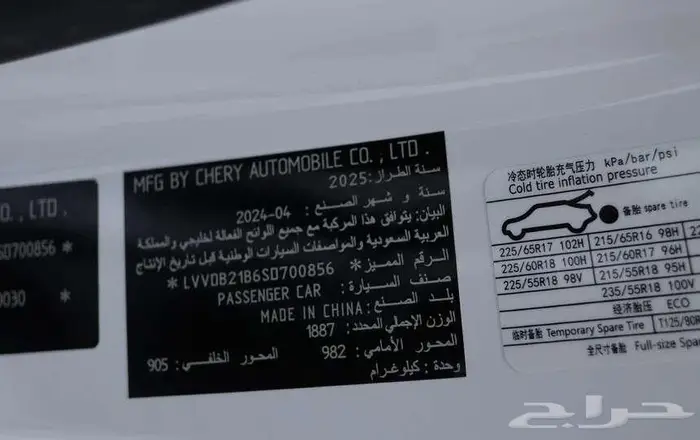 O., LTD.
SD700856 *
0030 *
MFG BY CHERY AUTOMOBILE CO., LTD.
سنة الطراز: 2025
سنة و شهر الصنع: 04-2024
البيان: يتوافق هذا المركبة مع جميع اللوائح الفعالة لخليجي والمملكة
العربية السعودية والمواصفات السيارات الوطنية قبل تاريخ الإنتاج
الرقم المميز: * LVVDB21B6SD700856 *
صنف السيارة: PASSENGER CAR
بلد الصنع: MADE IN CHINA
الوزن الإجمالي المحدد: 1887
المحور الأمامي: 982 المحور الخلفي: 905
وحدة: كيلوغرام
冷态时轮胎充气压力 kPa/bar/psi
Cold tire inflation pressure
备胎 spare tire
225/65R17 102H 215/65R16 98H
225/60R18 100H 215/60R17 96H
225/55R18 98V 215/55R18 95H
235/55R18 100V
经济胎压 ECO
临时备胎 Temporary Spare Tire T125/80R
全尺寸备胎 Full-size Spar
حراج